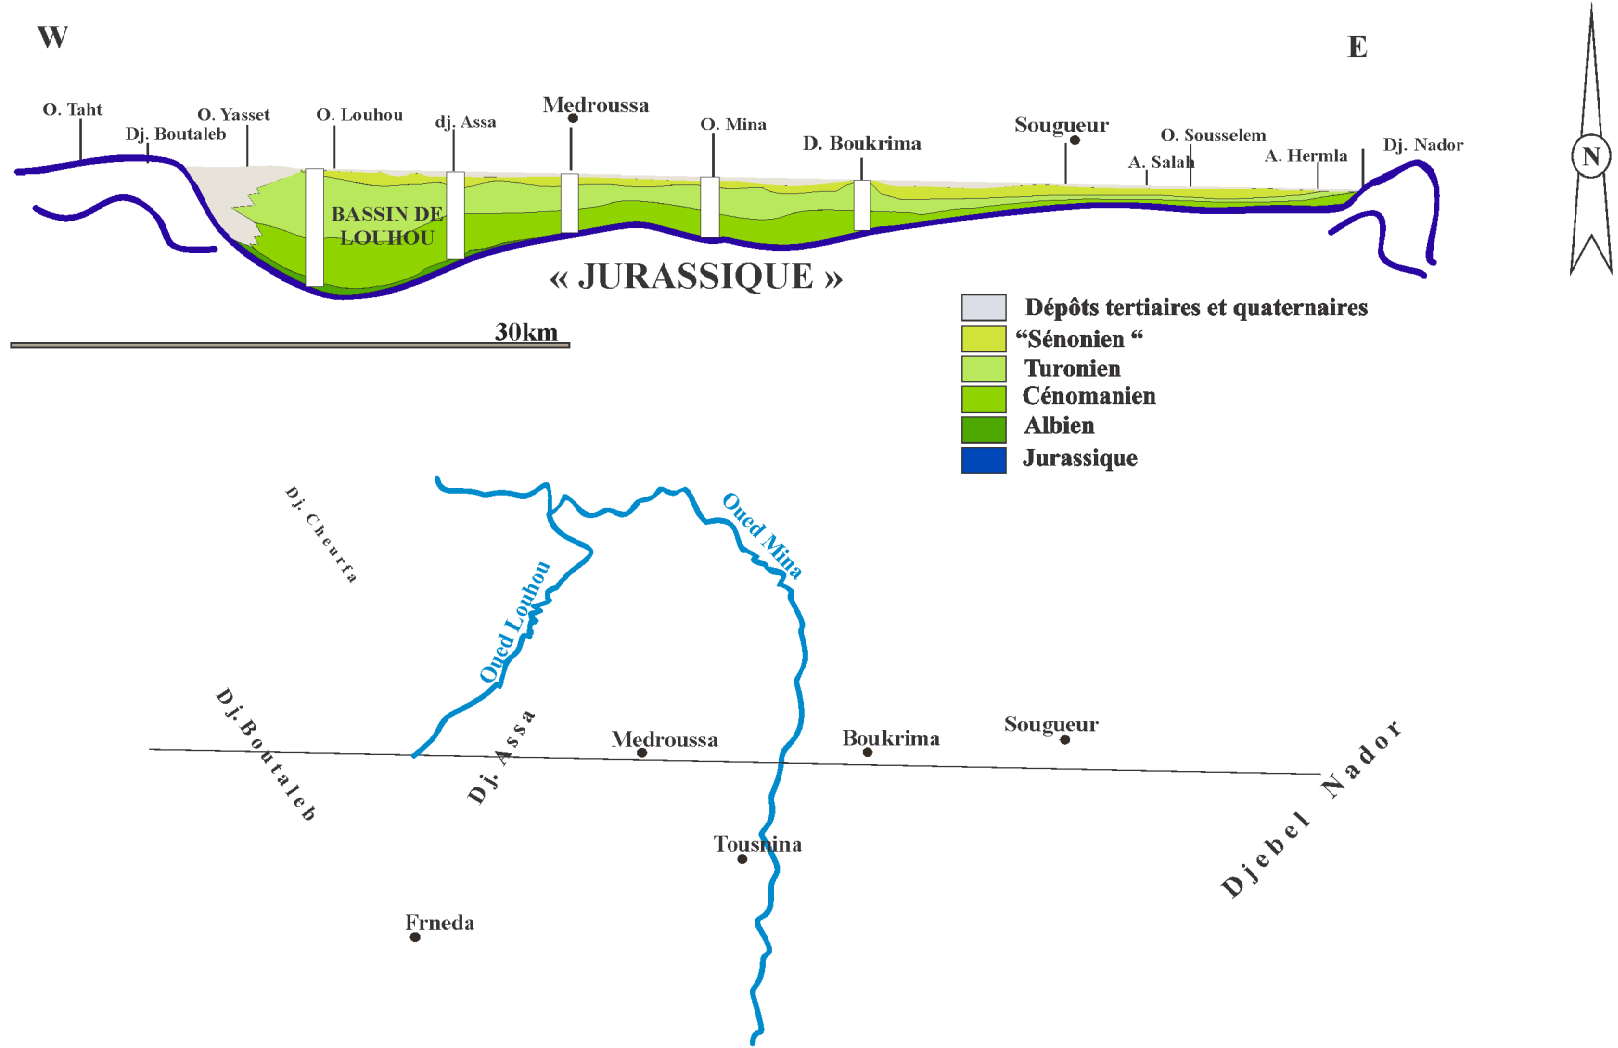 W
E
O. Taht
Dj. Boutaleb
O. Yasset
O. Louhou
dj. Assa
Medroussa
O. Mina
D. Boukrima
Sougueur
O. Sousselem
A. Salah
A. Hermla
Dj. Nador
N
BASSIN DE
LOUHOU
« JURASSIQUE »
30km
Dépôts tertiaires et quaternaires
“Sénonien “
Turonien
Cénomanien
Albien
Jurassique
Dj. Cheurfa
Oued Mina
Oued Louhou
Dj. Boutaleb
Dj. Assa
Medroussa
Boukrima
Sougueur
Djebel Nador
Tousnina
Frneda